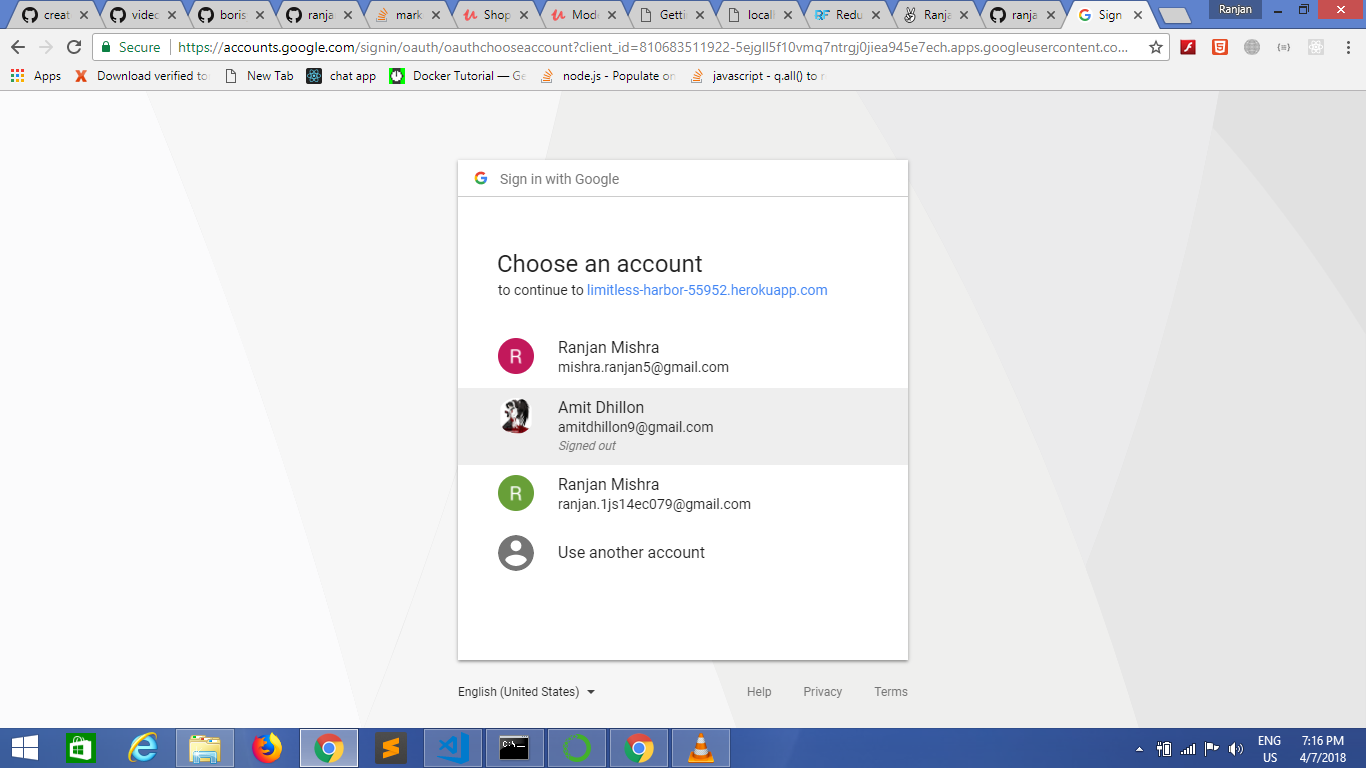 creat
video
boris
ranja
mark
Shop
Mode
Getti
locall
Redu
Ranja
ranja
Sign
Ranjan
Secure
https://accounts.google.com/signin/oauth/oauthchooseaccount?client_id=810683511922-5ejgll5f10vmq7ntrgj0jiea945e7ech.apps.googleusercontent.co...
Apps
Download verified to
New Tab
chat app
Docker Tutorial — Ge
node.js - Populate on
javascript - q.all() to r
Sign in with Google
Choose an account
to continue to limitless-harbor-55952.herokuapp.com
R
Ranjan Mishra
mishra.ranjan5@gmail.com
Amit Dhillon
amitdhillon9@gmail.com
Signed out
R
Ranjan Mishra
ranjan.1js14ec079@gmail.com
Use another account
English (United States)
Help
Privacy
Terms
ENG
US
7:16 PM
4/7/2018